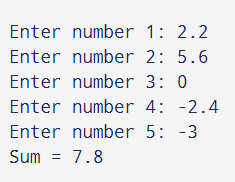 Enter number 1: 2.2
Enter number 2: 5.6
Enter number 3: 0
Enter number 4: -2.4
Enter number 5: -3
Sum = 7.8